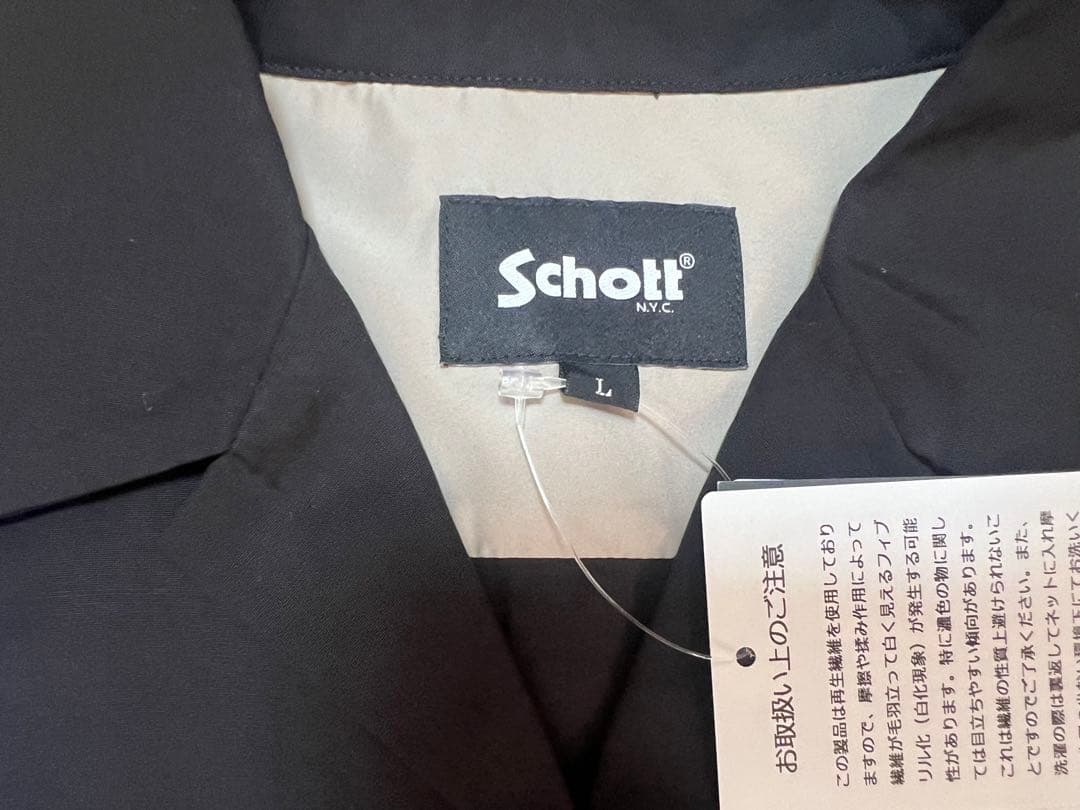 Schott®
N.Y.C.
L
お取扱い上のご注意
この製品は再生繊維を使用しており
ますので、摩擦や揉み作用によって
繊維が毛羽立って白く見えるフィブ
リル化（白化現象）が発生する可能
性があります。特に濃色の物に関し
ては目立ちやすい傾向があります。
これは繊維の性質上避けられないこ
とですのでご了承ください。また、
洗濯の際は裏返してネットに入れ摩